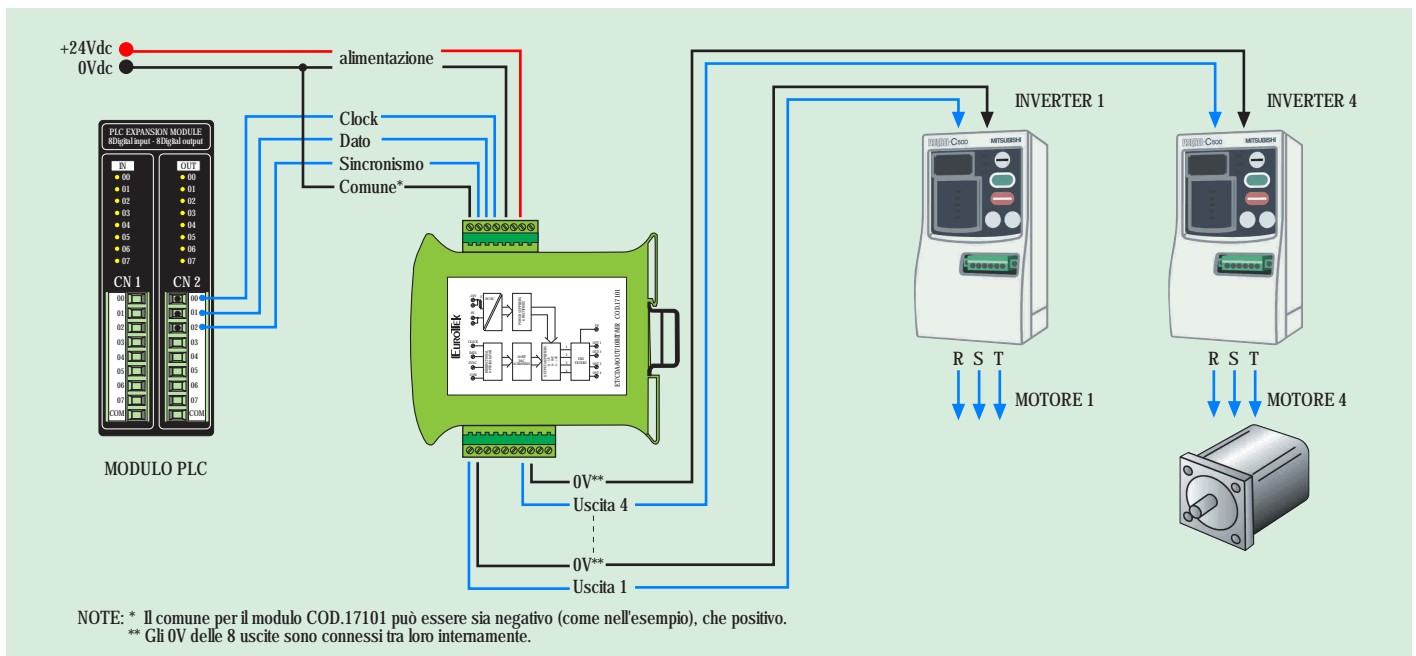 +24Vdc
0Vdc
alimentazione
Clock
Dato
Sincronismo
Comune*
PLC EXPANSION MODULE
8Digital input - 8Digital output
IN
OUT
00
01
02
03
04
05
06
07
00
01
02
03
04
05
06
07
CN 1
CN 2
00
01
02
03
04
05
06
07
COM
00
01
02
03
04
05
06
07
COM
MODULO PLC
EUROTEK
COD.17101
INVERTER 1
INVERTER 4
C500
MITSUBISHI
C500
MITSUBISHI
R S T
R S T
MOTORE 1
MOTORE 4
0V**
Uscita 4
0V**
Uscita 1
NOTE: * Il comune per il modulo COD.17101 può essere sia negativo (come nell'esempio), che positivo.
** Gli 0V delle 8 uscite sono connessi tra loro internamente.